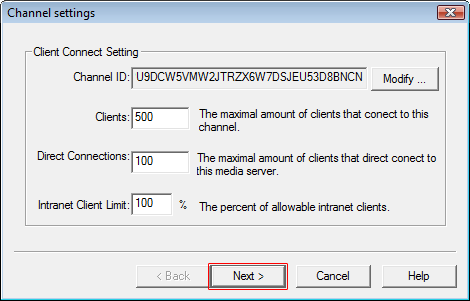 Channel settings
Client Connect Setting
Channel ID: U9DCW5VMW2JTRZX6W7DSJEU53D8BNCN Modify ...
Clients: 500 The maximal amount of clients that conect to this
channel.
Direct Connections: 100 The maximal amount of clients that direct conect to
this media server.
Intranet Client Limit: 100 % The percent of allowable intranet clients.
< Back Next > Cancel Help